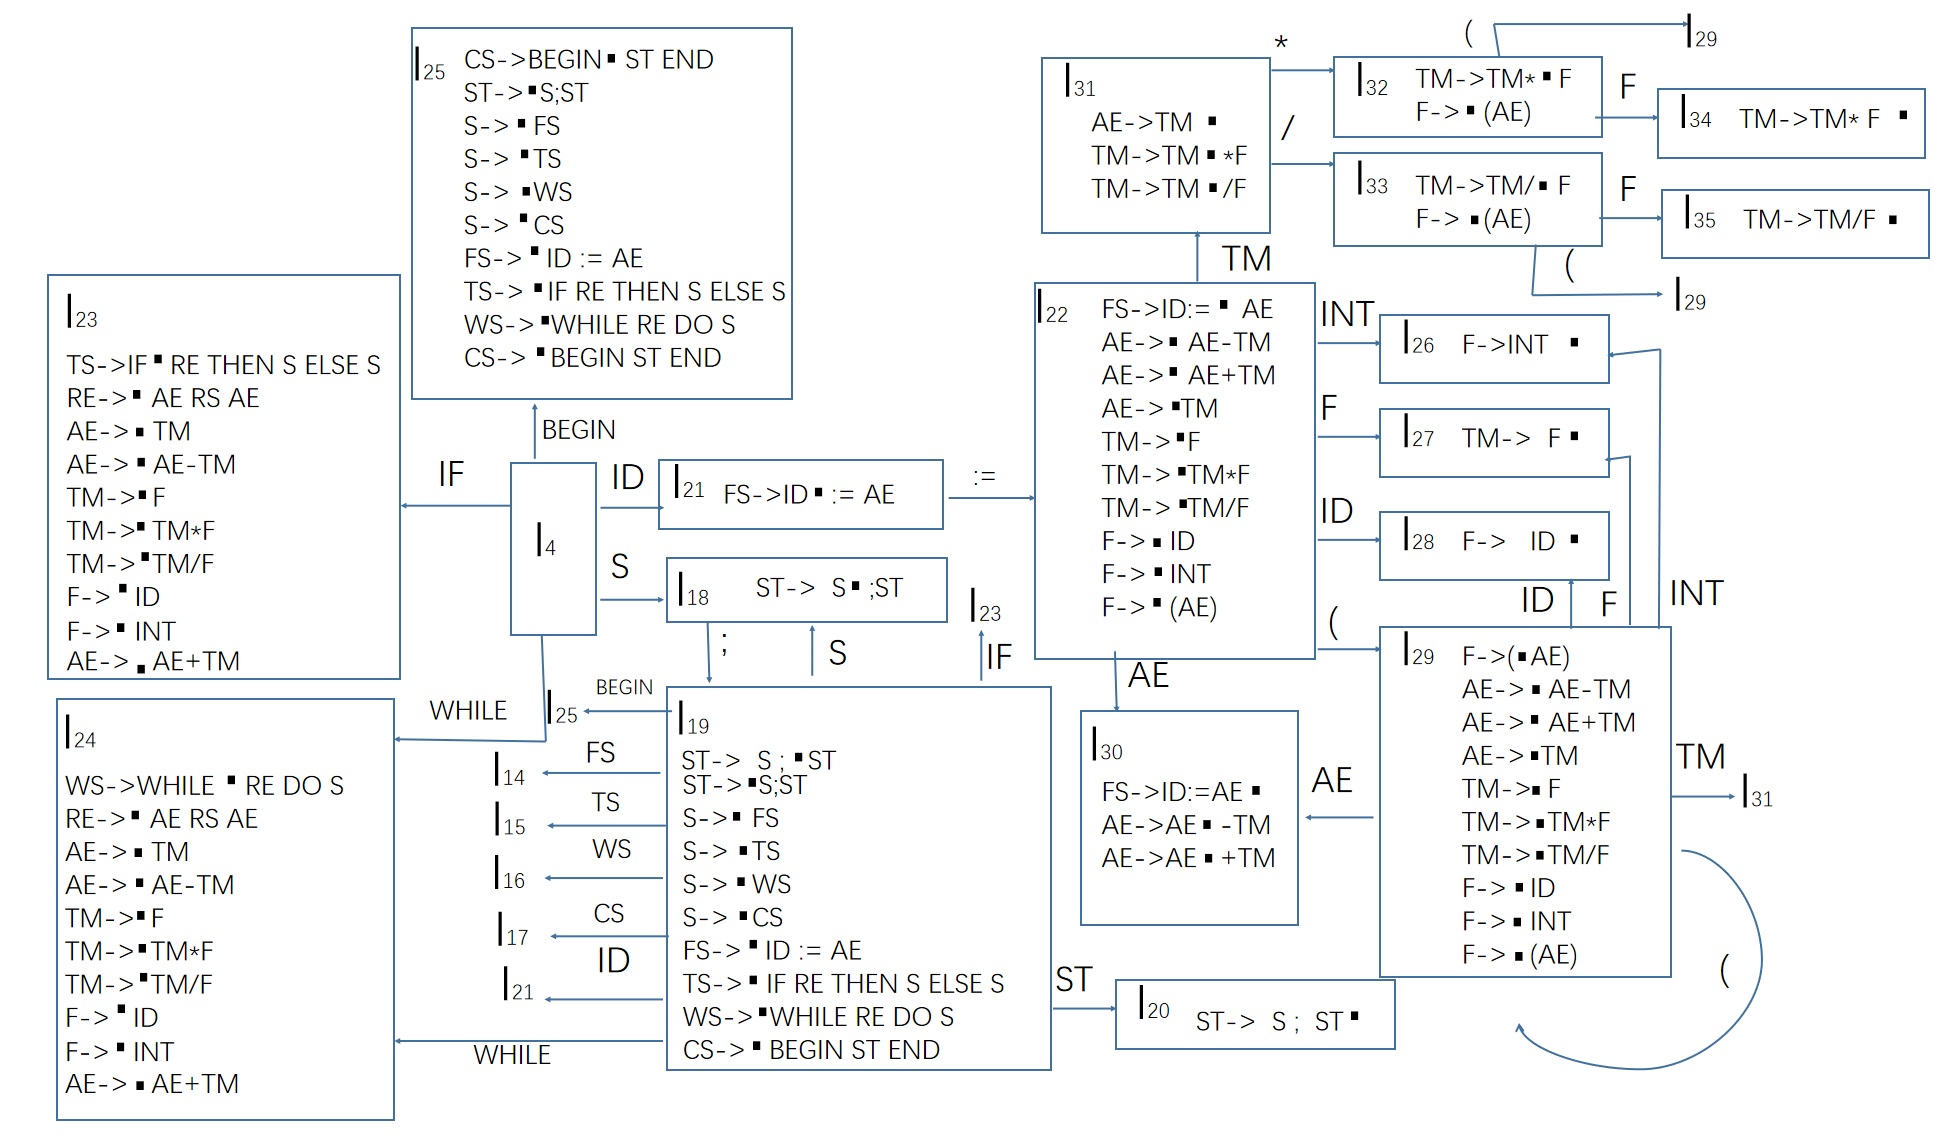 I25
CS->BEGIN▪ ST END
ST->▪S;ST
S-> ▪ FS
S-> ▪TS
S-> ▪WS
S-> ▪CS
FS-> ▪ ID := AE
TS-> ▪IF RE THEN S ELSE S
WS->▪WHILE RE DO S
CS-> ▪BEGIN ST END
I23
TS->IF▪ RE THEN S ELSE S
RE->▪ AE RS AE
AE->▪ TM
AE->▪ AE-TM
TM->▪F
TM->▪ TM*F
TM->▪TM/F
F->▪ ID
F->▪ INT
AE->▪ AE+TM
I24
WS->WHILE ▪ RE DO S
RE->▪ AE RS AE
AE->▪ TM
AE->▪ AE-TM
TM->▪F
TM->▪TM*F
TM->▪TM/F
F->▪ ID
F->▪ INT
AE->▪ AE+TM
BEGIN
IF
ID
I4
S
WHILE
I21
FS->ID▪ := AE
:=
I18
ST-> S▪ ;ST
;
S
I23
IF
BEGIN
I25
FS
I14
TS
I15
WS
I16
CS
I17
ID
I21
WHILE
I19
ST-> S ; ▪ST
ST->▪S;ST
S->▪ FS
S-> ▪TS
S-> ▪WS
S-> ▪CS
FS-> ▪ ID := AE
TS->▪ IF RE THEN S ELSE S
WS->▪WHILE RE DO S
CS->▪ BEGIN ST END
ST
I20
ST-> S ; ST▪
I31
AE->TM ▪
TM->TM▪ *F
TM->TM ▪/F
*
/
TM
I32
TM->TM* ▪ F
F-> ▪ (AE)
(
I29
F
I34
TM->TM* F ▪
I33
TM->TM/▪ F
F-> ▪(AE)
F
I35
TM->TM/F ▪
(
I29
I22
FS->ID:= ▪ AE
AE->▪ AE-TM
AE->▪ AE+TM
AE-> ▪TM
TM-> ▪F
TM-> ▪TM*F
TM-> ▪TM/F
F->▪ ID
F-> ▪ INT
F-> ▪ (AE)
INT
I26
F->INT ▪
F
I27
TM-> F▪
ID
I28
F-> ID ▪
(
ID
F
INT
AE
I30
FS->ID:=AE ▪
AE->AE▪ -TM
AE->AE ▪ +TM
AE
I29
F->(▪AE)
AE->▪ AE-TM
AE->▪ AE+TM
AE->▪TM
TM->▪ F
TM->▪TM*F
TM->▪TM/F
F->▪ ID
F->▪ INT
F->▪ (AE)
TM
I31
(